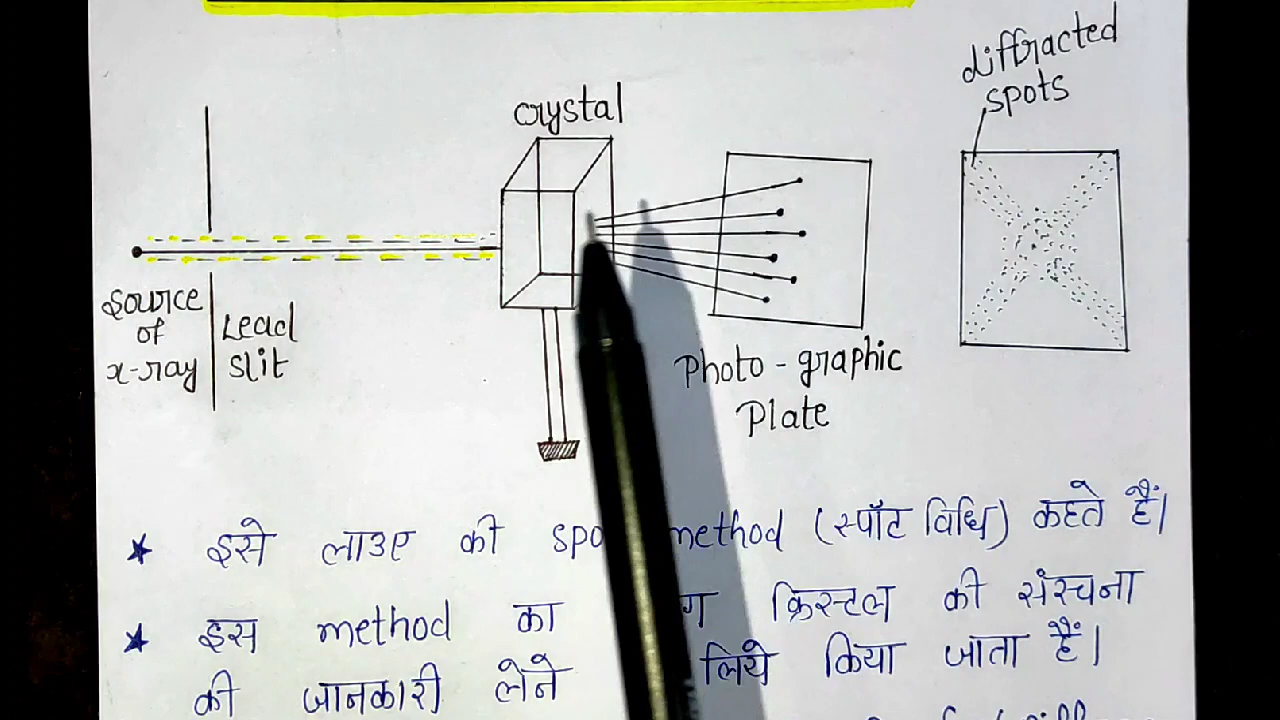 diffracted
spots
crystal
source
of
x-ray
Lead
slit
Photo-graphic
Plate
★ इसे लाउए की method (स्पॉट विधि) कहते हैं।
★ इस method का क्रिस्टल की संरचना
की जानकारी लेने लिये किया जाता हैं।